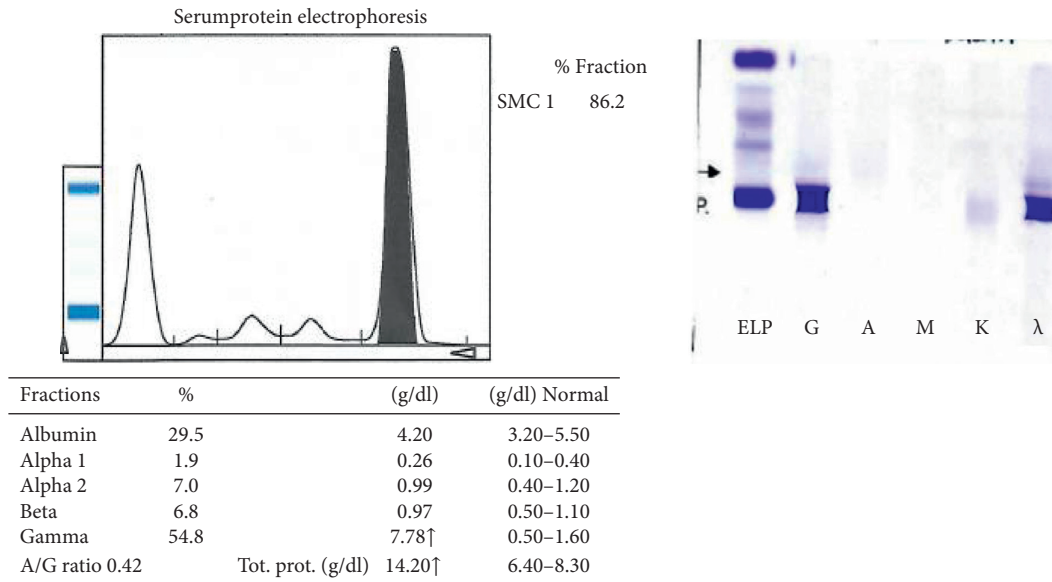 Serumprotein electrophoresis
% Fraction
SMC 1 86.2
P.
ELP G A M K λ
Fractions % (g/dl) (g/dl) Normal
Albumin 29.5 4.20 3.20–5.50
Alpha 1 1.9 0.26 0.10–0.40
Alpha 2 7.0 0.99 0.40–1.20
Beta 6.8 0.97 0.50–1.10
Gamma 54.8 7.78↑ 0.50–1.60
A/G ratio 0.42 Tot. prot. (g/dl) 14.20↑ 6.40–8.30